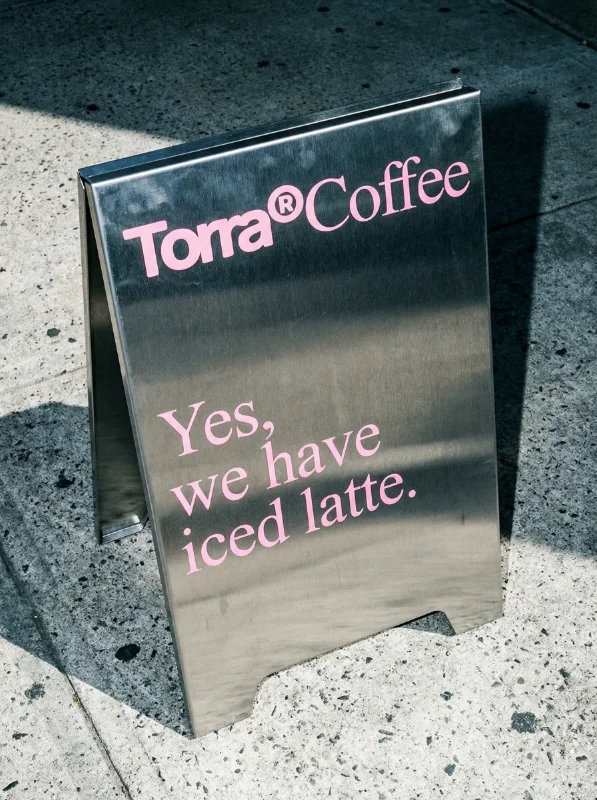 Torra® Coffee
Yes,
we have
iced latte.